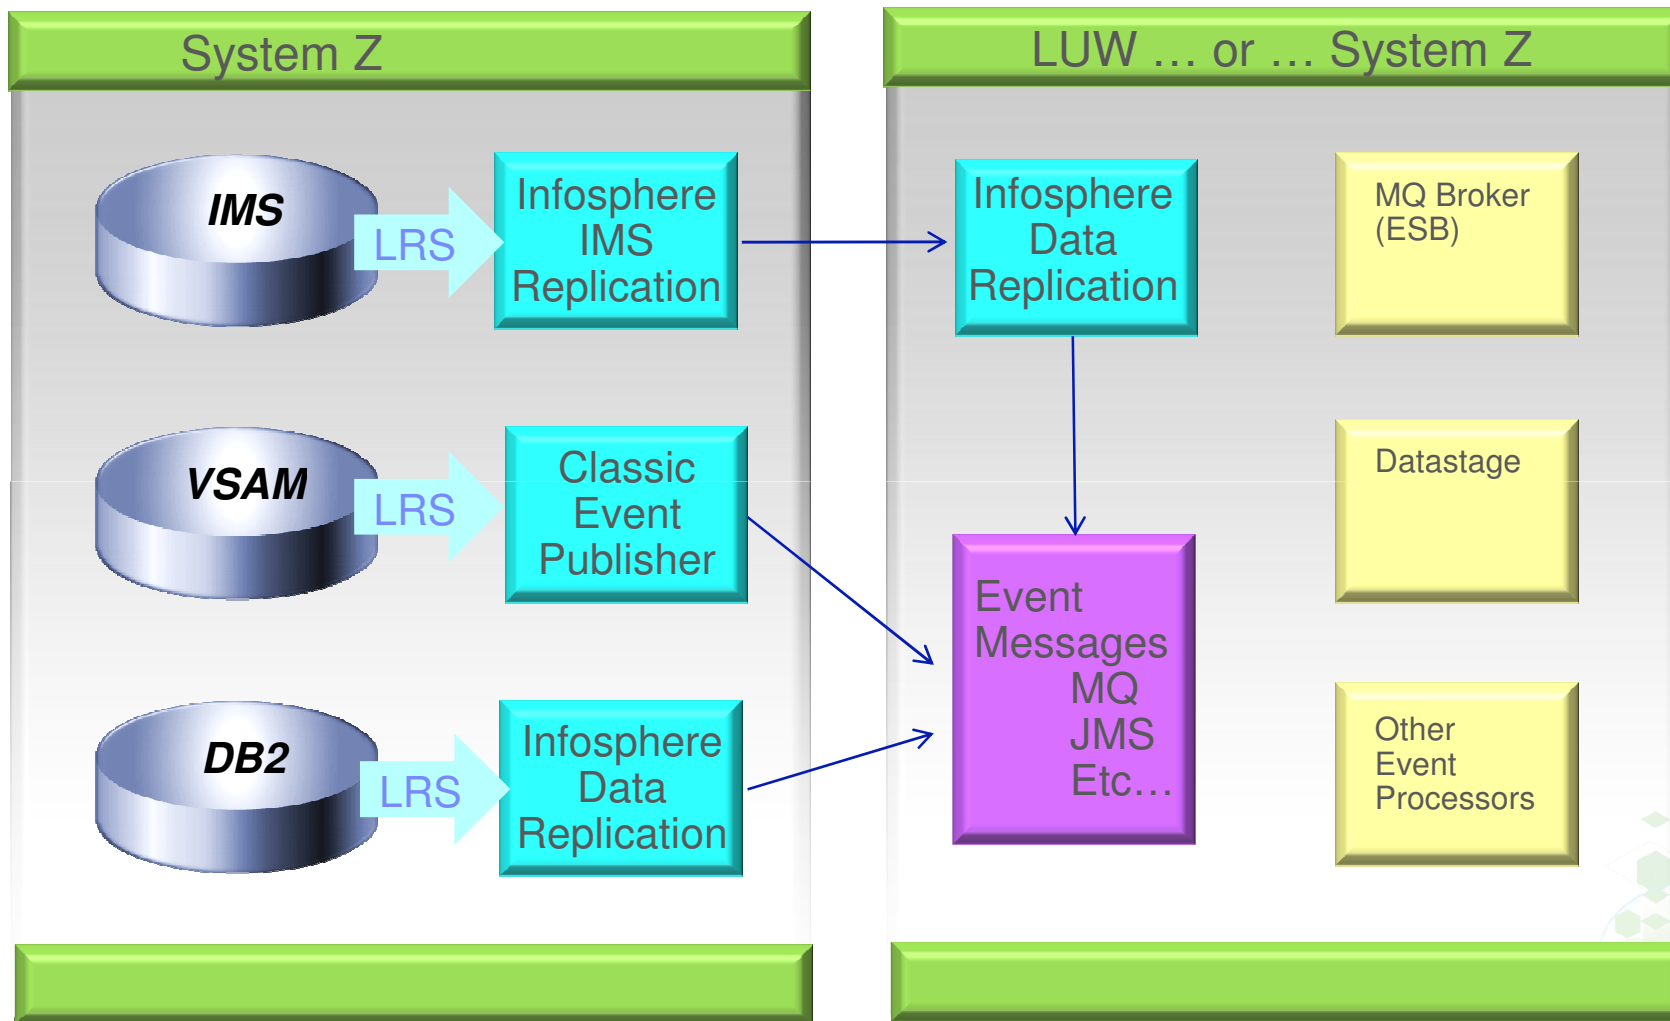 System Z
IMS
LRS
Infosphere
IMS
Replication
VSAM
LRS
Classic
Event
Publisher
DB2
LRS
Infosphere
Data
Replication
LUW … or … System Z
Infosphere
Data
Replication
Event
Messages
MQ
JMS
Etc…
MQ Broker
(ESB)
Datastage
Other
Event
Processors